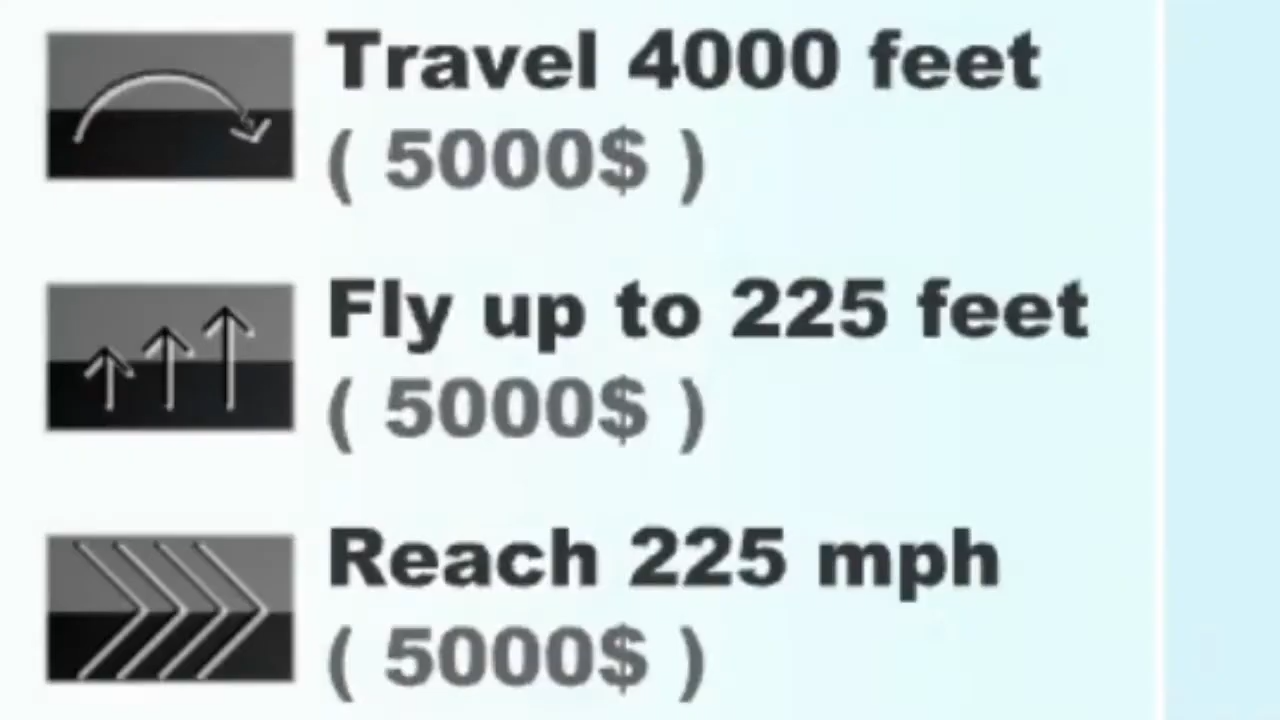 Travel 4000 feet
( 5000$ )
Fly up to 225 feet
( 5000$ )
Reach 225 mph
( 5000$ )